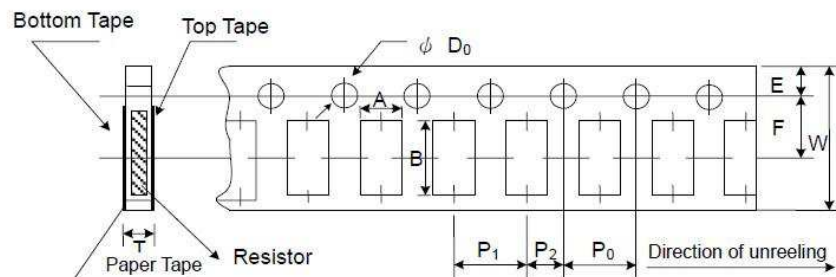 Bottom Tape
Top Tape
ψ D₀
A
E
B
F
W
T
Paper Tape
Resistor
P₁
P₂
P₀
Direction of unreeling